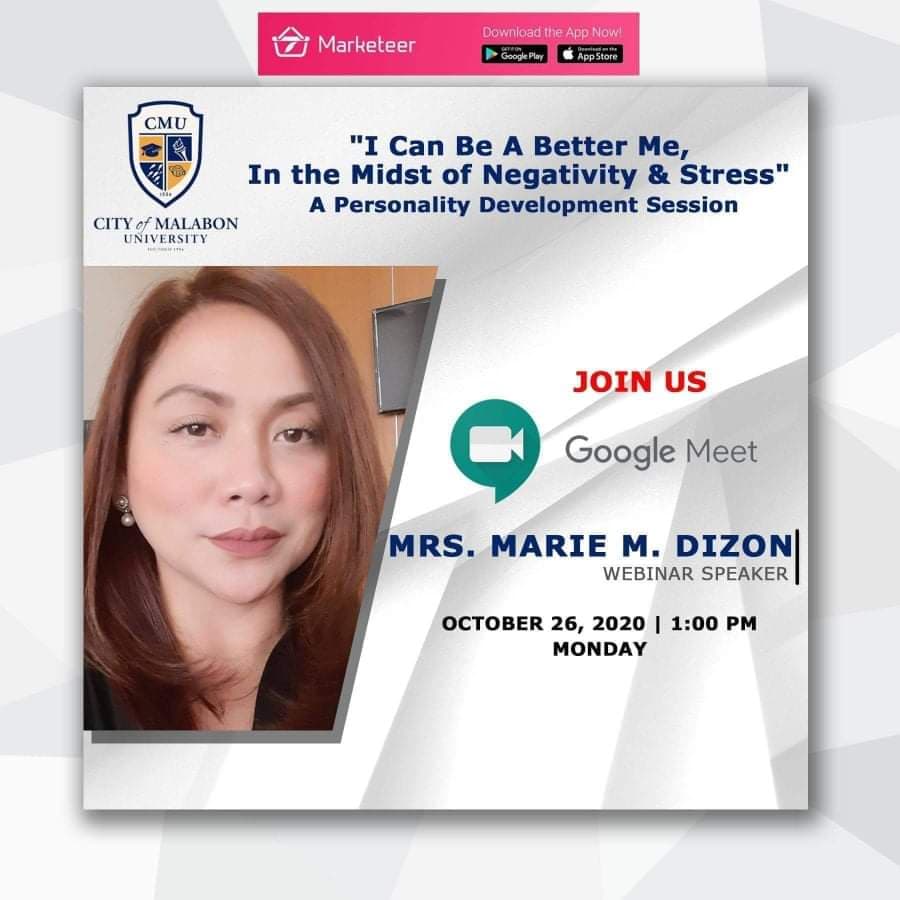 Marketeer
Download the App Now!
GET IT ON
Google Play
Download on the
App Store
CMU
CITY of MALABON
UNIVERSITY
"I Can Be A Better Me,
In the Midst of Negativity & Stress"
A Personality Development Session
JOIN US
Google Meet
MRS. MARIE M. DIZON
WEBINAR SPEAKER
OCTOBER 26, 2020 | 1:00 PM
MONDAY